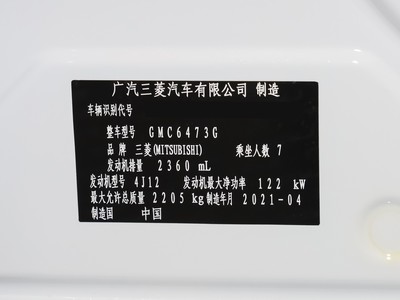 广汽三菱汽车有限公司 制造
车辆识别代号
整车型号 GMC6473G
品 牌 三菱(MITSUBISHI) 乘坐人数 7
发动机排量 2360 mL
发动机型号 4J12 发动机最大净功率 122 kW
最大允许总质量 2205 kg 制造年月 2021-04
制造国 中国